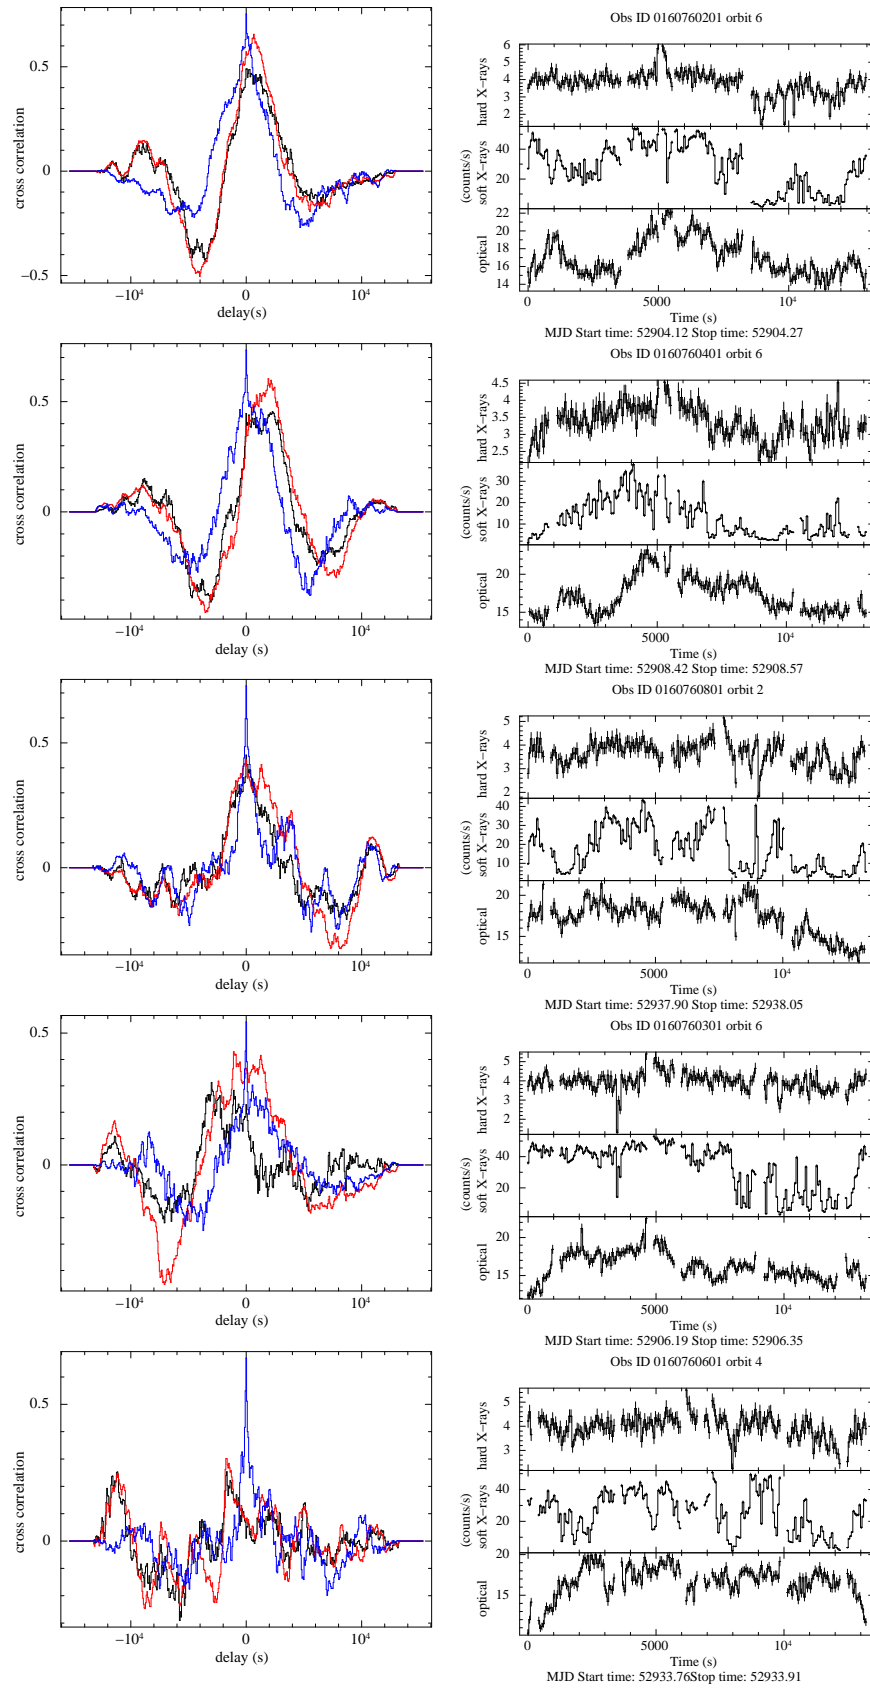 Obs ID 0160760201 orbit 6
cross correlation
0.5
0
−0.5
−10⁴ 0 10⁴
delay(s)
hard X−rays
6
5
4
3
2
(counts/s)
soft X−rays
40
20
optical
22
20
18
16
14
0 5000 10⁴
Time (s)
MJD Start time: 52904.12 Stop time: 52904.27
Obs ID 0160760401 orbit 6
cross correlation
0.5
0
−10⁴ 0 10⁴
delay (s)
hard X−rays
4.5
4
3.5
3
2.5
(counts/s)
soft X−rays
30
20
10
optical
20
15
0 5000 10⁴
Time (s)
MJD Start time: 52908.42 Stop time: 52908.57
Obs ID 0160760801 orbit 2
cross correlation
0.5
0
−10⁴ 0 10⁴
delay (s)
hard X−rays
5
4
3
2
(counts/s)
soft X−rays
40
30
20
10
optical
20
15
0 5000 10⁴
Time (s)
MJD Start time: 52937.90 Stop time: 52938.05
Obs ID 0160760301 orbit 6
cross correlation
0.5
0
−10⁴ 0 10⁴
delay (s)
hard X−rays
5
4
3
2
1
(counts/s)
soft X−rays
40
20
optical
20
15
0 5000 10⁴
Time (s)
MJD Start time: 52906.19 Stop time: 52906.35
Obs ID 0160760601 orbit 4
cross correlation
0.5
0
−10⁴ 0 10⁴
delay (s)
hard X−rays
5
4
3
(counts/s)
soft X−rays
40
20
optical
20
15
0 5000 10⁴
Time (s)
MJD Start time: 52933.76Stop time: 52933.91